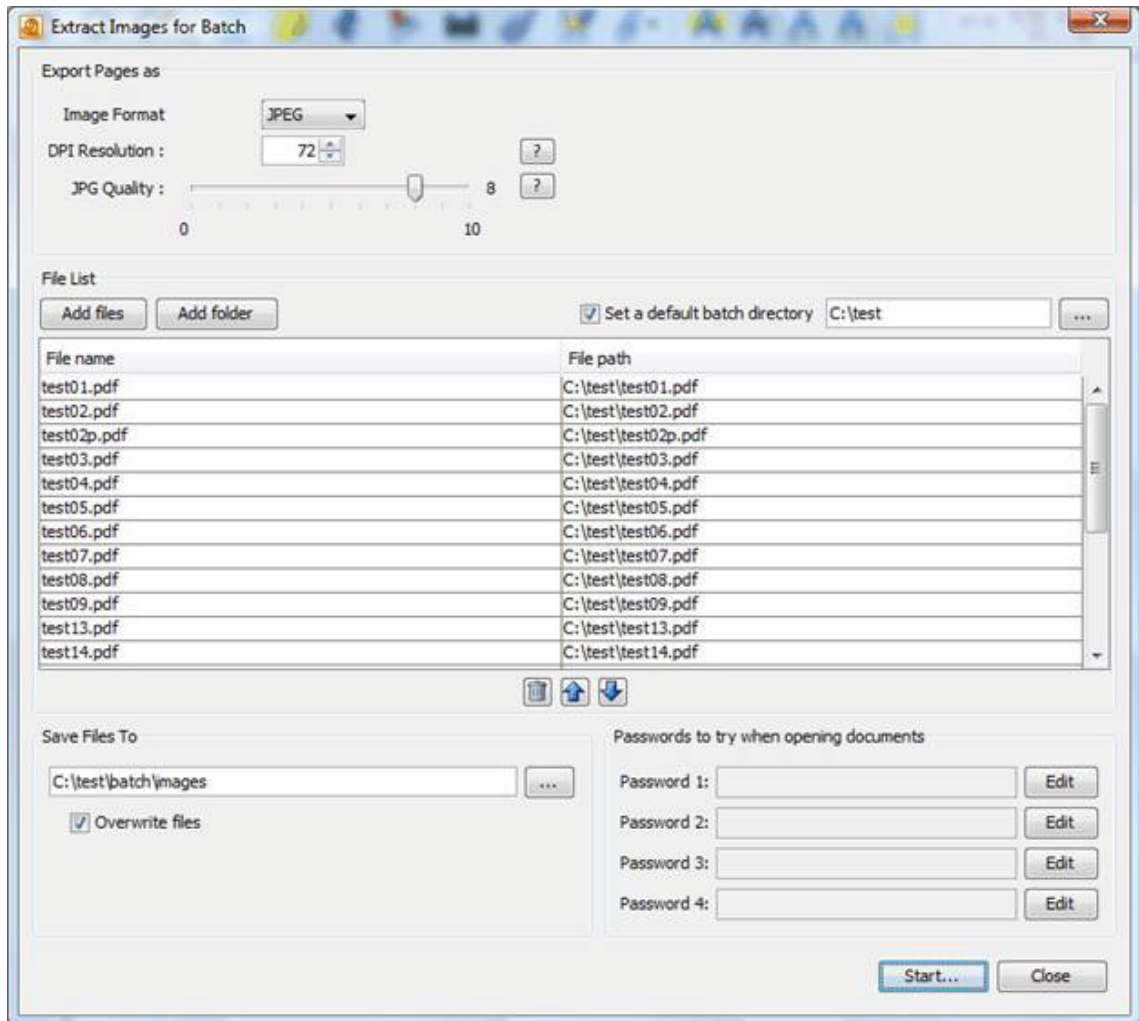 Extract Images for Batch
Export Pages as
Image Format JPEG
DPI Resolution : 72 ?
JPG Quality : 8 ?
0 10
File List
Add files Add folder Set a default batch directory C:\test ...
File name File path
test01.pdf C:\test\test01.pdf
test02.pdf C:\test\test02.pdf
test02p.pdf C:\test\test02p.pdf
test03.pdf C:\test\test03.pdf
test04.pdf C:\test\test04.pdf
test05.pdf C:\test\test05.pdf
test06.pdf C:\test\test06.pdf
test07.pdf C:\test\test07.pdf
test08.pdf C:\test\test08.pdf
test09.pdf C:\test\test09.pdf
test13.pdf C:\test\test13.pdf
test14.pdf C:\test\test14.pdf
Save Files To Passwords to try when opening documents
C:\test\batch\images ... Password 1: Edit
Overwrite files Password 2: Edit
Password 3: Edit
Password 4: Edit
Start... Close